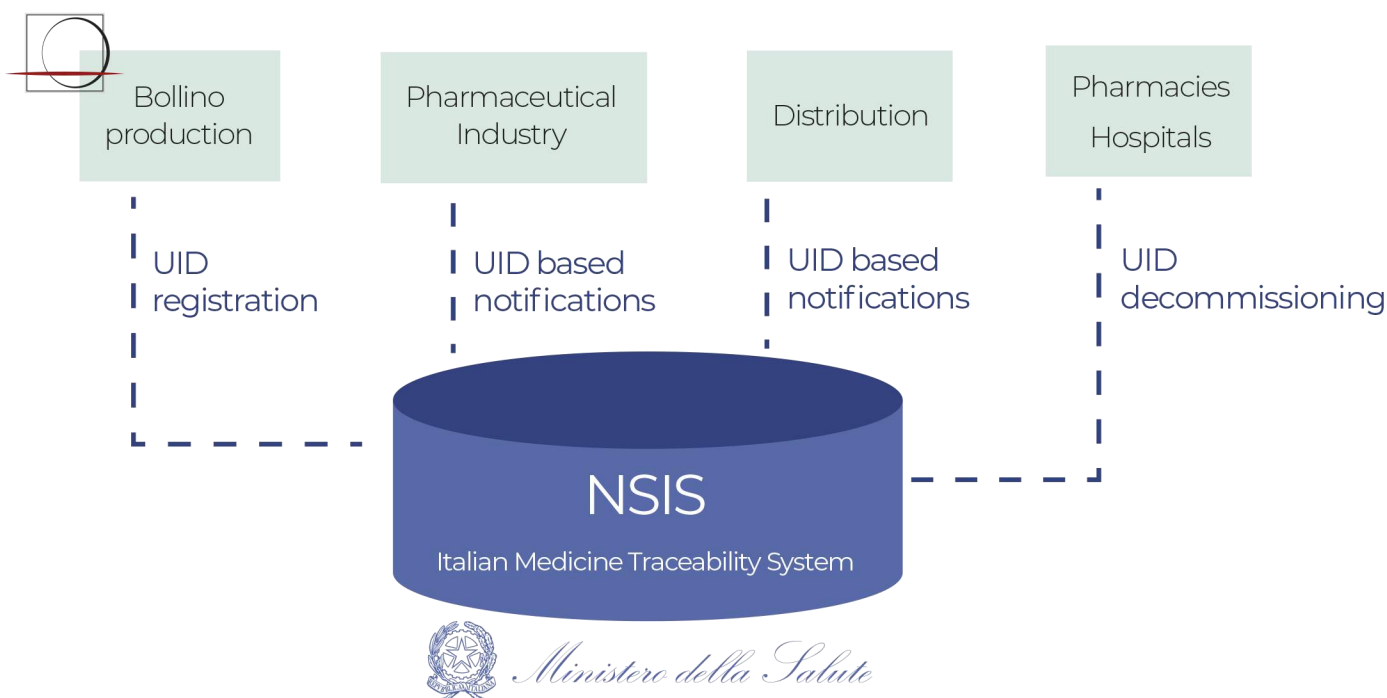 Bollino
production
Pharmaceutical
Industry
Distribution
Pharmacies
Hospitals
UID
registration
UID based
notifications
UID based
notifications
UID
decommissioning
NSIS
Italian Medicine Traceability System
Ministero della Salute